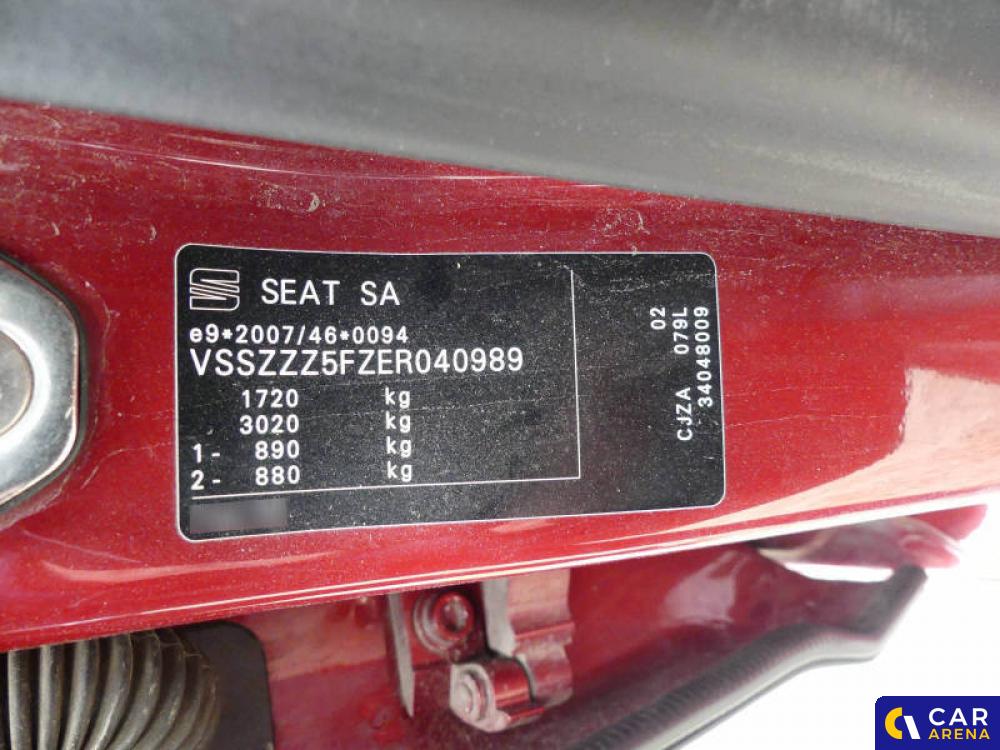 SEAT SA
e9*2007/46*0094
VSSZZZ5FZER040989
1720 kg
3020 kg
1- 890 kg
2- 880 kg
02
CJZA 079L
34048009
CAR
ARENA